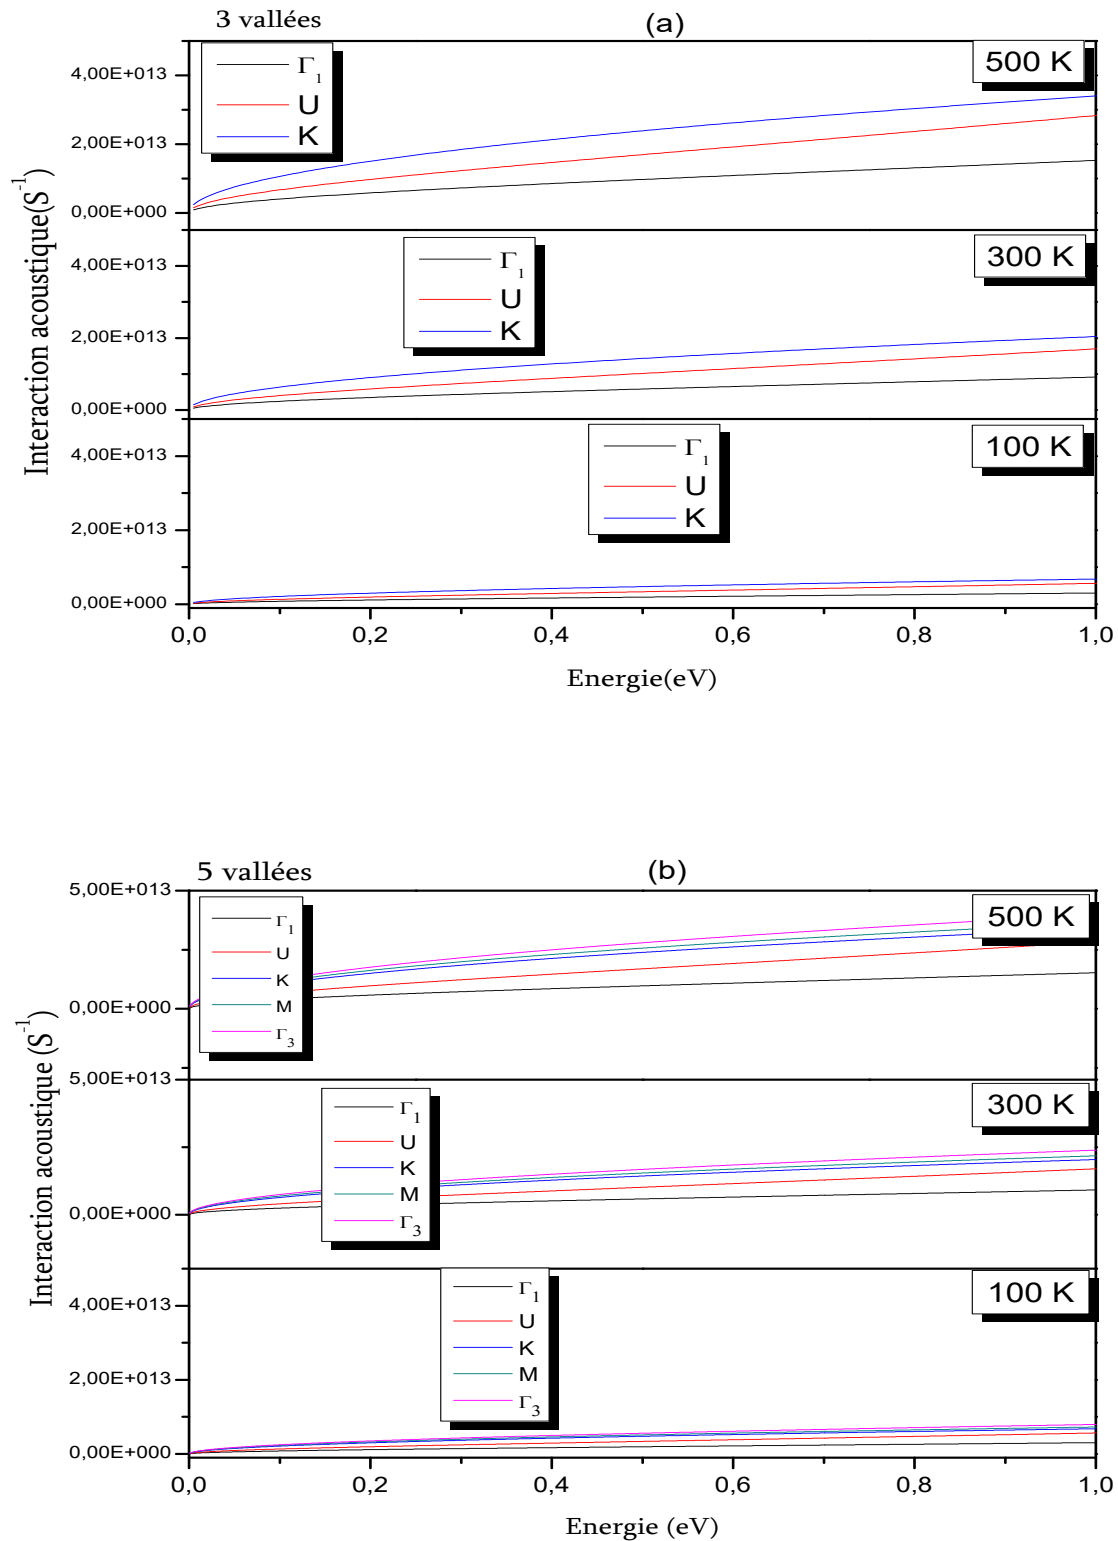 3 vallées
(a)
Interaction acoustique(S⁻¹)
4,00E+013
2,00E+013
0,00E+000
Γ₁
U
K
500 K
4,00E+013
2,00E+013
0,00E+000
Γ₁
U
K
300 K
4,00E+013
2,00E+013
0,00E+000
Γ₁
U
K
100 K
0,0 0,2 0,4 0,6 0,8 1,0
Energie(eV)
5 vallées
(b)
Interaction acoustique (S⁻¹)
5,00E+013
0,00E+000
Γ₁
U
K
M
Γ₃
500 K
5,00E+013
0,00E+000
Γ₁
U
K
M
Γ₃
300 K
4,00E+013
2,00E+013
0,00E+000
Γ₁
U
K
M
Γ₃
100 K
0,0 0,2 0,4 0,6 0,8 1,0
Energie (eV)